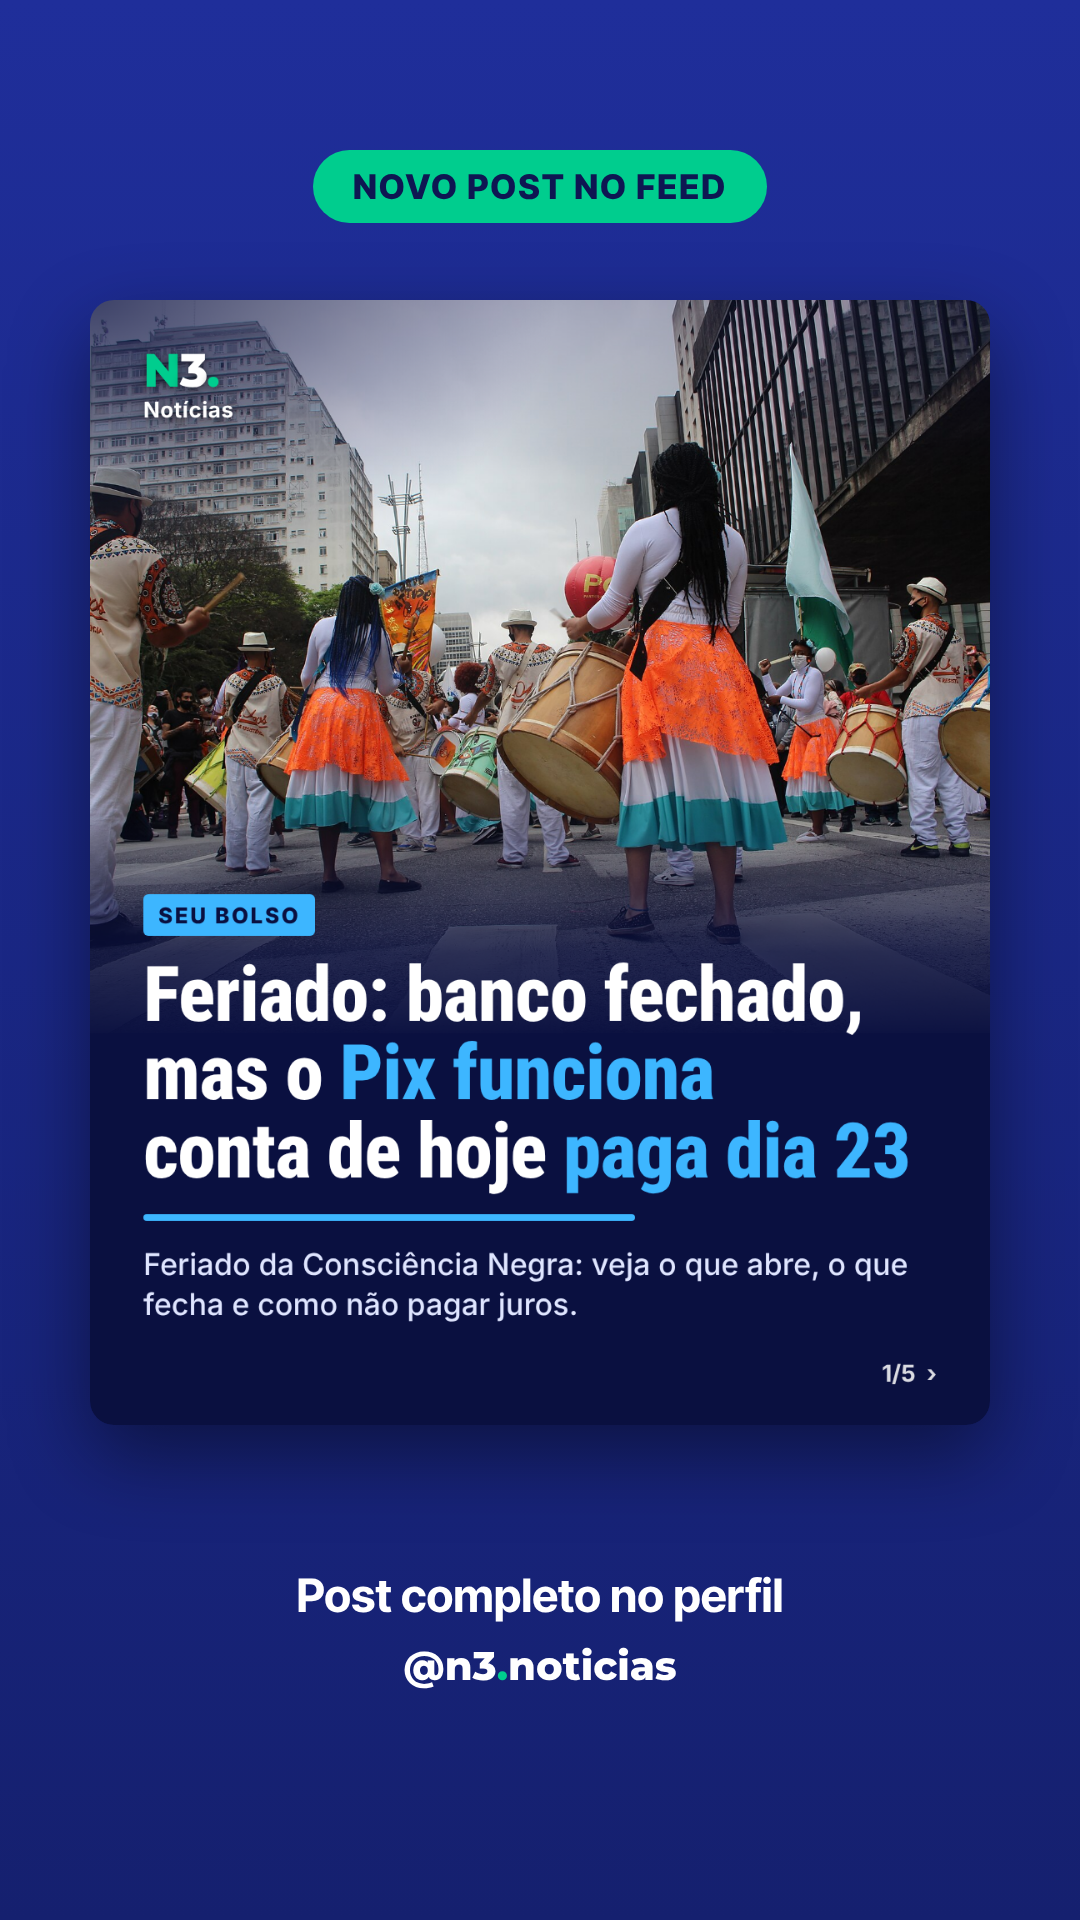 NOVO POST NO FEED
N3.
Notícias
SEU BOLSO
Feriado: banco fechado,
mas o Pix funciona
conta de hoje paga dia 23
Feriado da Consciência Negra: veja o que abre, o que
fecha e como não pagar juros.
1/5 ›
Post completo no perfil
@n3.noticias